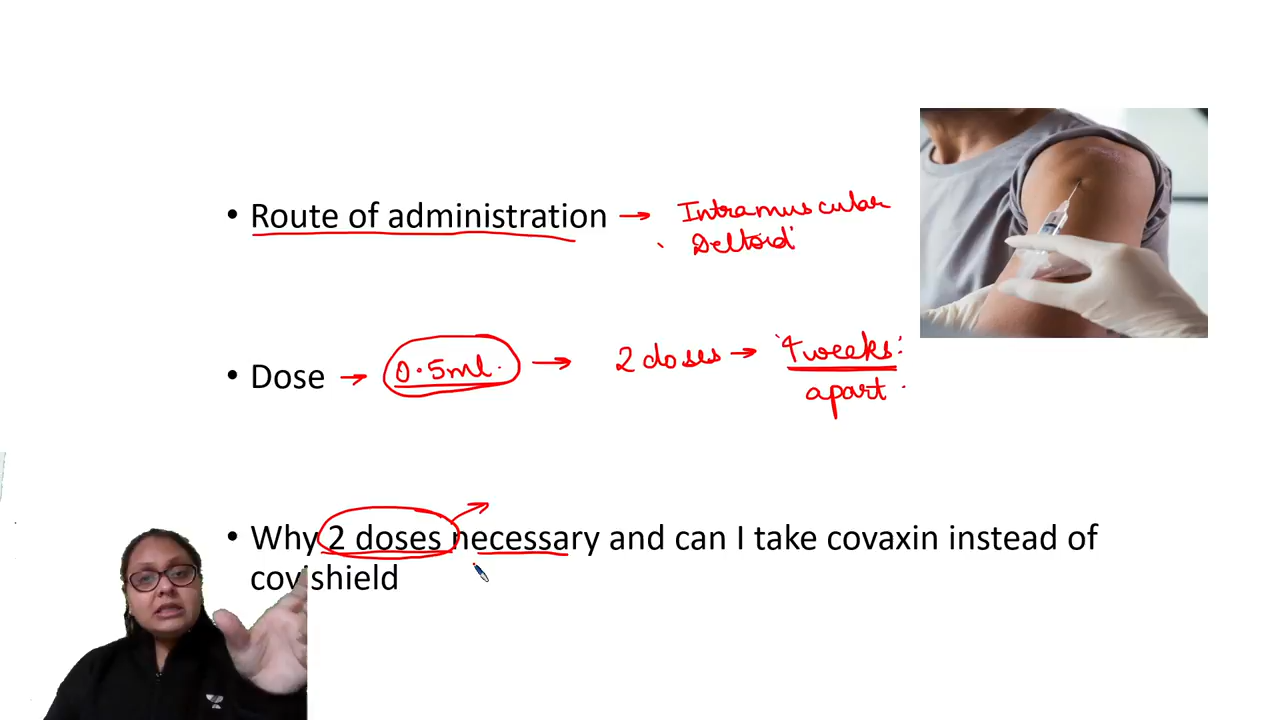 • Route of administration → Intramuscular
Deltoid
• Dose → 0.5ml. → 2 doses → 4 weeks
apart
• Why 2 doses necessary and can I take covaxin instead of
covishield